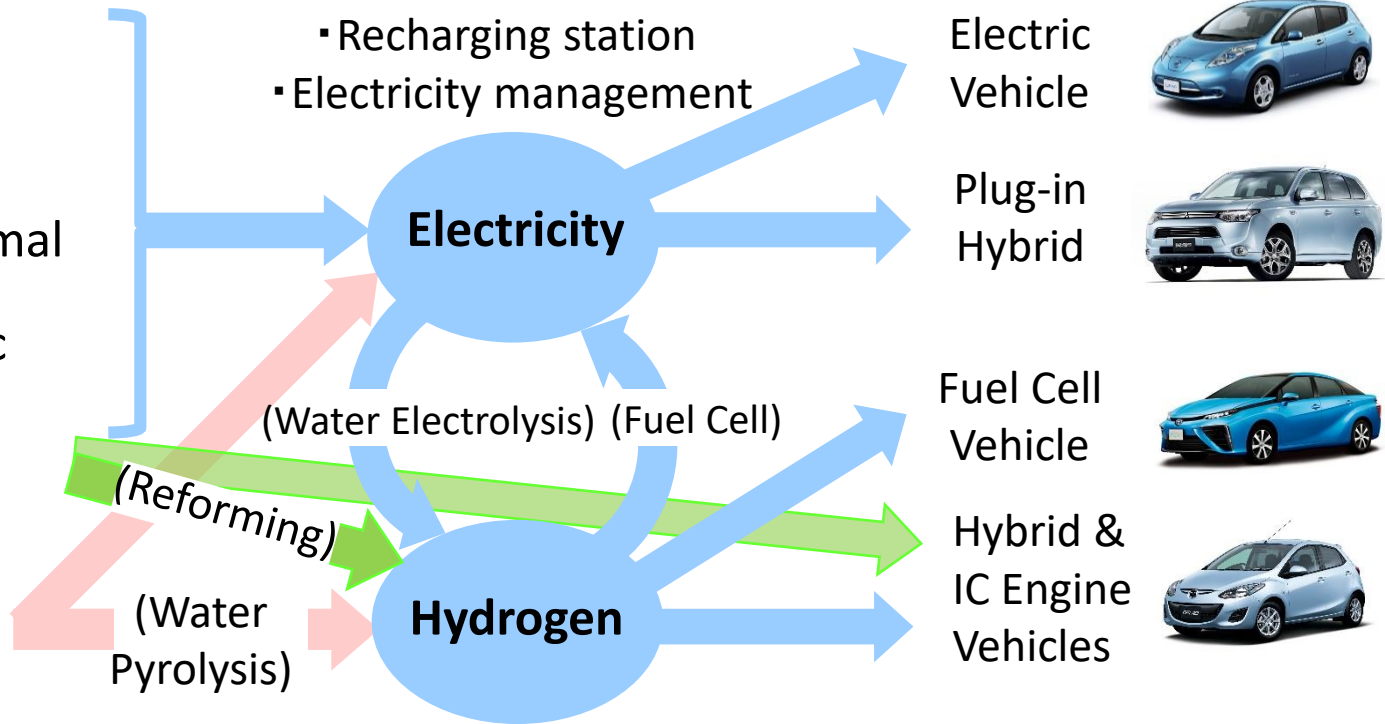 ・Recharging station
・Electricity management
Electric
Vehicle
mal
Electricity
Plug-in
Hybrid
c
(Water Electrolysis) (Fuel Cell)
Fuel Cell
Vehicle
(Reforming)
Hybrid &
IC Engine
Vehicles
(Water
Pyrolysis)
Hydrogen